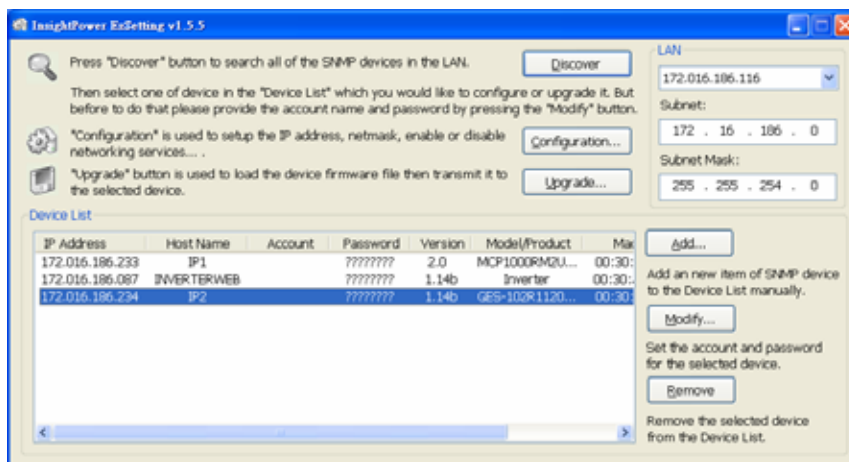 InsightPower EzSetting v1.5.5
Press "Discover" button to search all of the SNMP devices in the LAN.
Discover
Then select one of device in the "Device List" which you would like to configure or upgrade it. But
before to do that please provide the account name and password by pressing the "Modify" button.
"Configuration" is used to setup the IP address, netmask, enable or disable
networking services... .
Configuration...
"Upgrade" button is used to load the device firmware file then transmit it to
the selected device.
Upgrade...
LAN
172.016.186.116
Subnet:
172 . 16 . 186 . 0
Subnet Mask:
255 . 255 . 254 . 0
Device List
IP Address Host Name Account Password Version Model/Product Mac
172.016.186.233 IP1 ???????? 2.0 MCP1000RM2U... 00:30:
172.016.186.087 INVERTERWEB ???????? 1.14b Inverter 00:30:
172.016.186.234 IP2 ???????? 1.14b GES-102R1120... 00:30:
Add...
Add an new item of SNMP device
to the Device List manually.
Modify...
Set the account and password
for the selected device.
Remove
Remove the selected device
from the Device List.